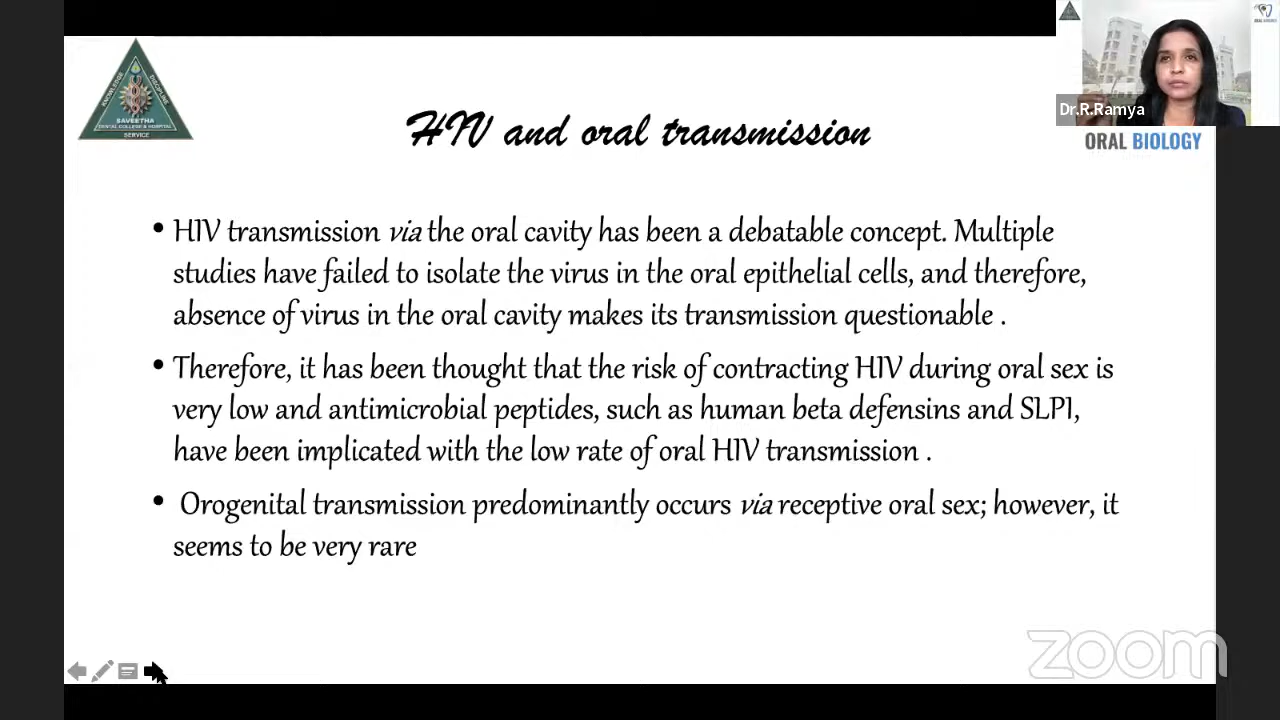 KNOWLEDGE
DISCIPLINE
SAVEETHA
DENTAL COLLEGE & HOSPITAL
SERVICE
Dr.R.Ramya
ORAL BIOLOGY
HIV and oral transmission
• HIV transmission via the oral cavity has been a debatable concept. Multiple
studies have failed to isolate the virus in the oral epithelial cells, and therefore,
absence of virus in the oral cavity makes its transmission questionable .
• Therefore, it has been thought that the risk of contracting HIV during oral sex is
very low and antimicrobial peptides, such as human beta defensins and SLPI,
have been implicated with the low rate of oral HIV transmission .
• Orogenital transmission predominantly occurs via receptive oral sex; however, it
seems to be very rare
zoom